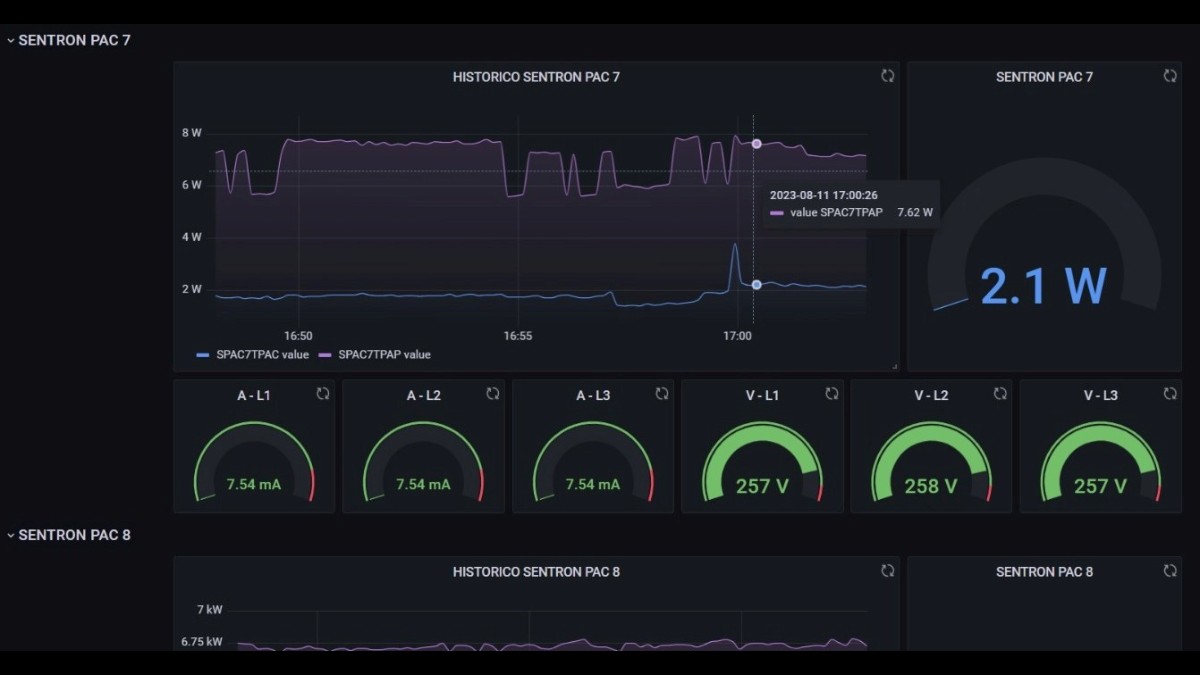 SENTRON PAC 7
HISTORICO SENTRON PAC 7
SENTRON PAC 7
8 W
6 W
4 W
2 W
16:50
16:55
17:00
2023-08-11 17:00:26
value SPAC7TPAP 7.62 W
SPAC7TPAC value
SPAC7TPAP value
2.1 W
A - L1
7.54 mA
A - L2
7.54 mA
A - L3
7.54 mA
V - L1
257 V
V - L2
258 V
V - L3
257 V
SENTRON PAC 8
HISTORICO SENTRON PAC 8
SENTRON PAC 8
7 kW
6.75 kW